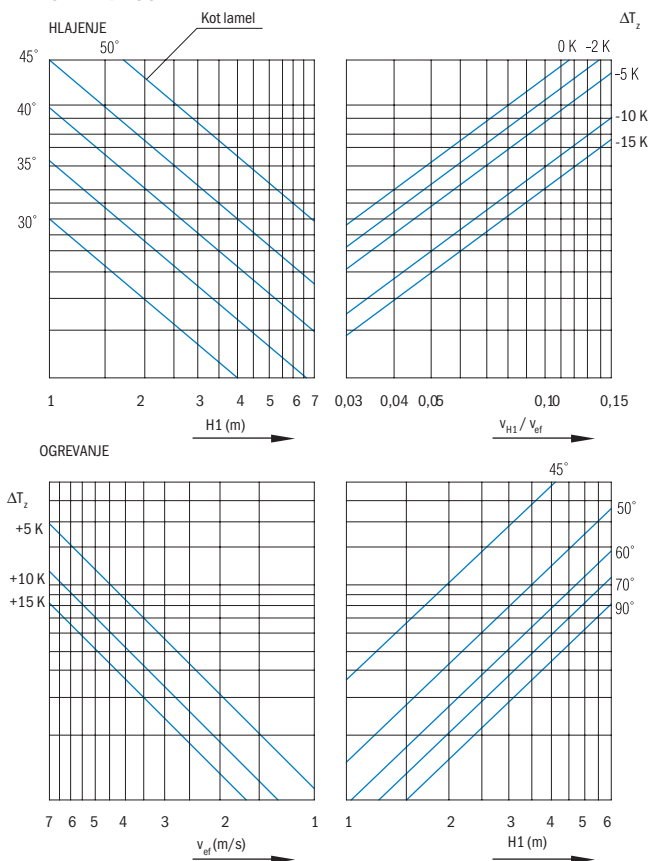 HLAJENJE
Kot lamel
ΔTz
45°
50°
0 K -2 K
-5 K
40°
-10 K
-15 K
35°
30°
1 2 3 4 5 6 7
0,03 0,04 0,05 0,10 0,15
H1 (m)
vH1 / vef
OGREVANJE
45°
ΔTz
50°
+5 K
60°
+10 K
70°
+15 K
90°
7 6 5 4 3 2 1
1 2 3 4 5 6
vef (m/s)
H1 (m)